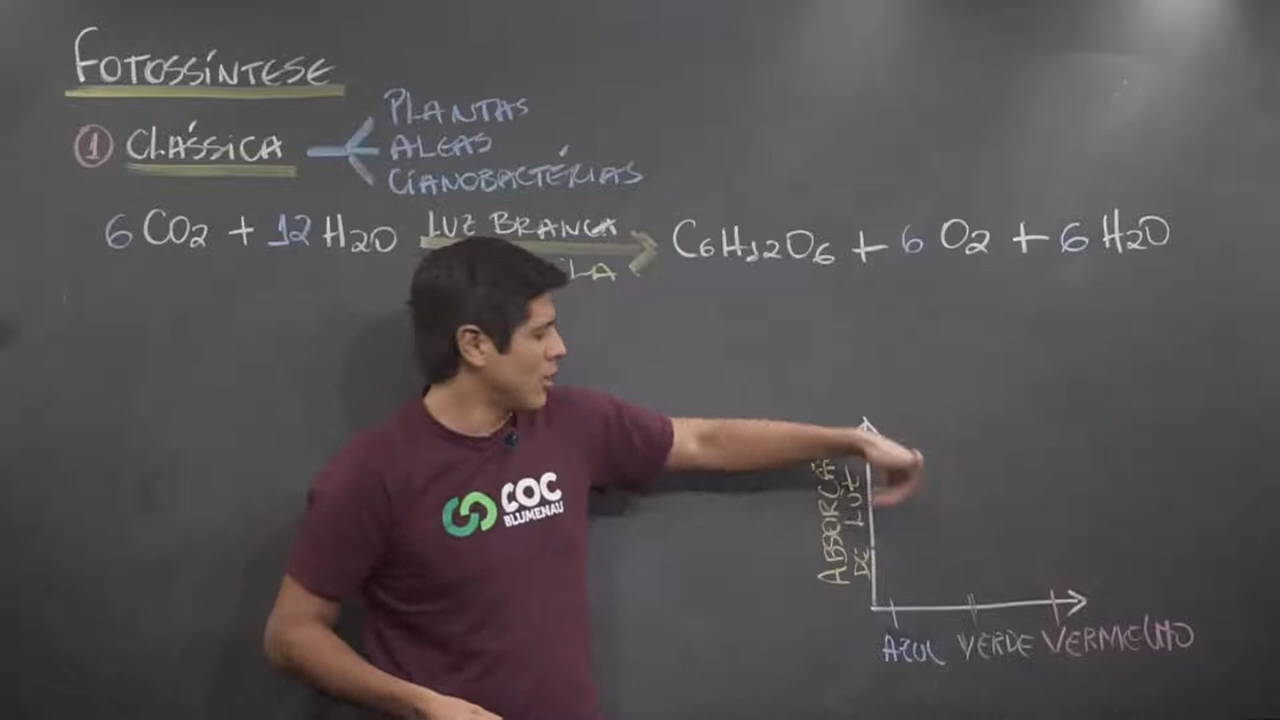 FOTOSSÍNTESE
1 CLÁSSICA
PLANTAS
ALGAS
CIANOBACTÉRIAS
6 CO2 + 12 H2O LUZ BRANCA C6H12O6 + 6 O2 + 6 H2O
COC
BLUMENAU
DE LUZ
AZUL VERDE VERMELHO